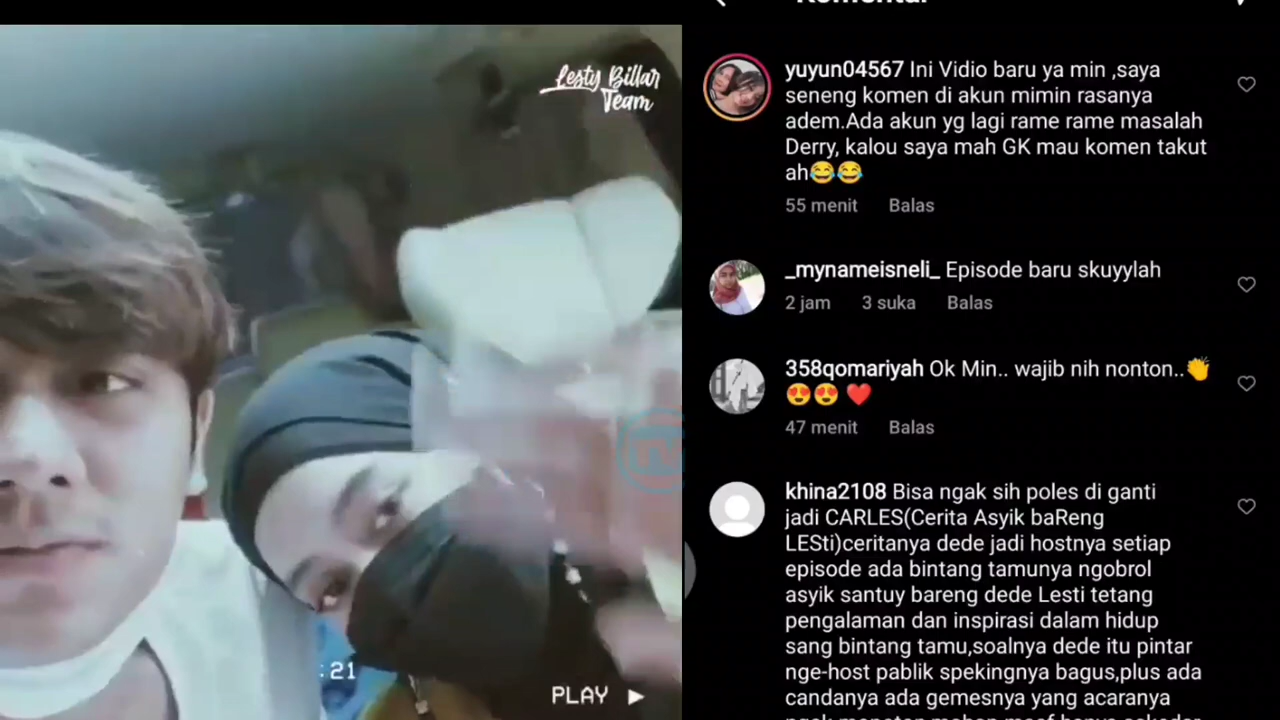 Lesty Billar
Team
TV
:21
PLAY
yuyun04567 Ini Vidio baru ya min ,saya
seneng komen di akun mimin rasanya
adem.Ada akun yg lagi rame rame masalah
Derry, kalou saya mah GK mau komen takut
ah😂😂
55 menit Balas
_mynameisneli_ Episode baru skuyylah
2 jam 3 suka Balas
358qomariyah Ok Min.. wajib nih nonton..👏
😍😍 ❤️
47 menit Balas
khina2108 Bisa ngak sih poles di ganti
jadi CARLES(Cerita Asyik baReng
LESti)ceritanya dede jadi hostnya setiap
episode ada bintang tamunya ngobrol
asyik santuy bareng dede Lesti tetang
pengalaman dan inspirasi dalam hidup
sang bintang tamu,soalnya dede itu pintar
nge-host pablik spekingnya bagus,plus ada
candanya ada gemesnya yang acaranya